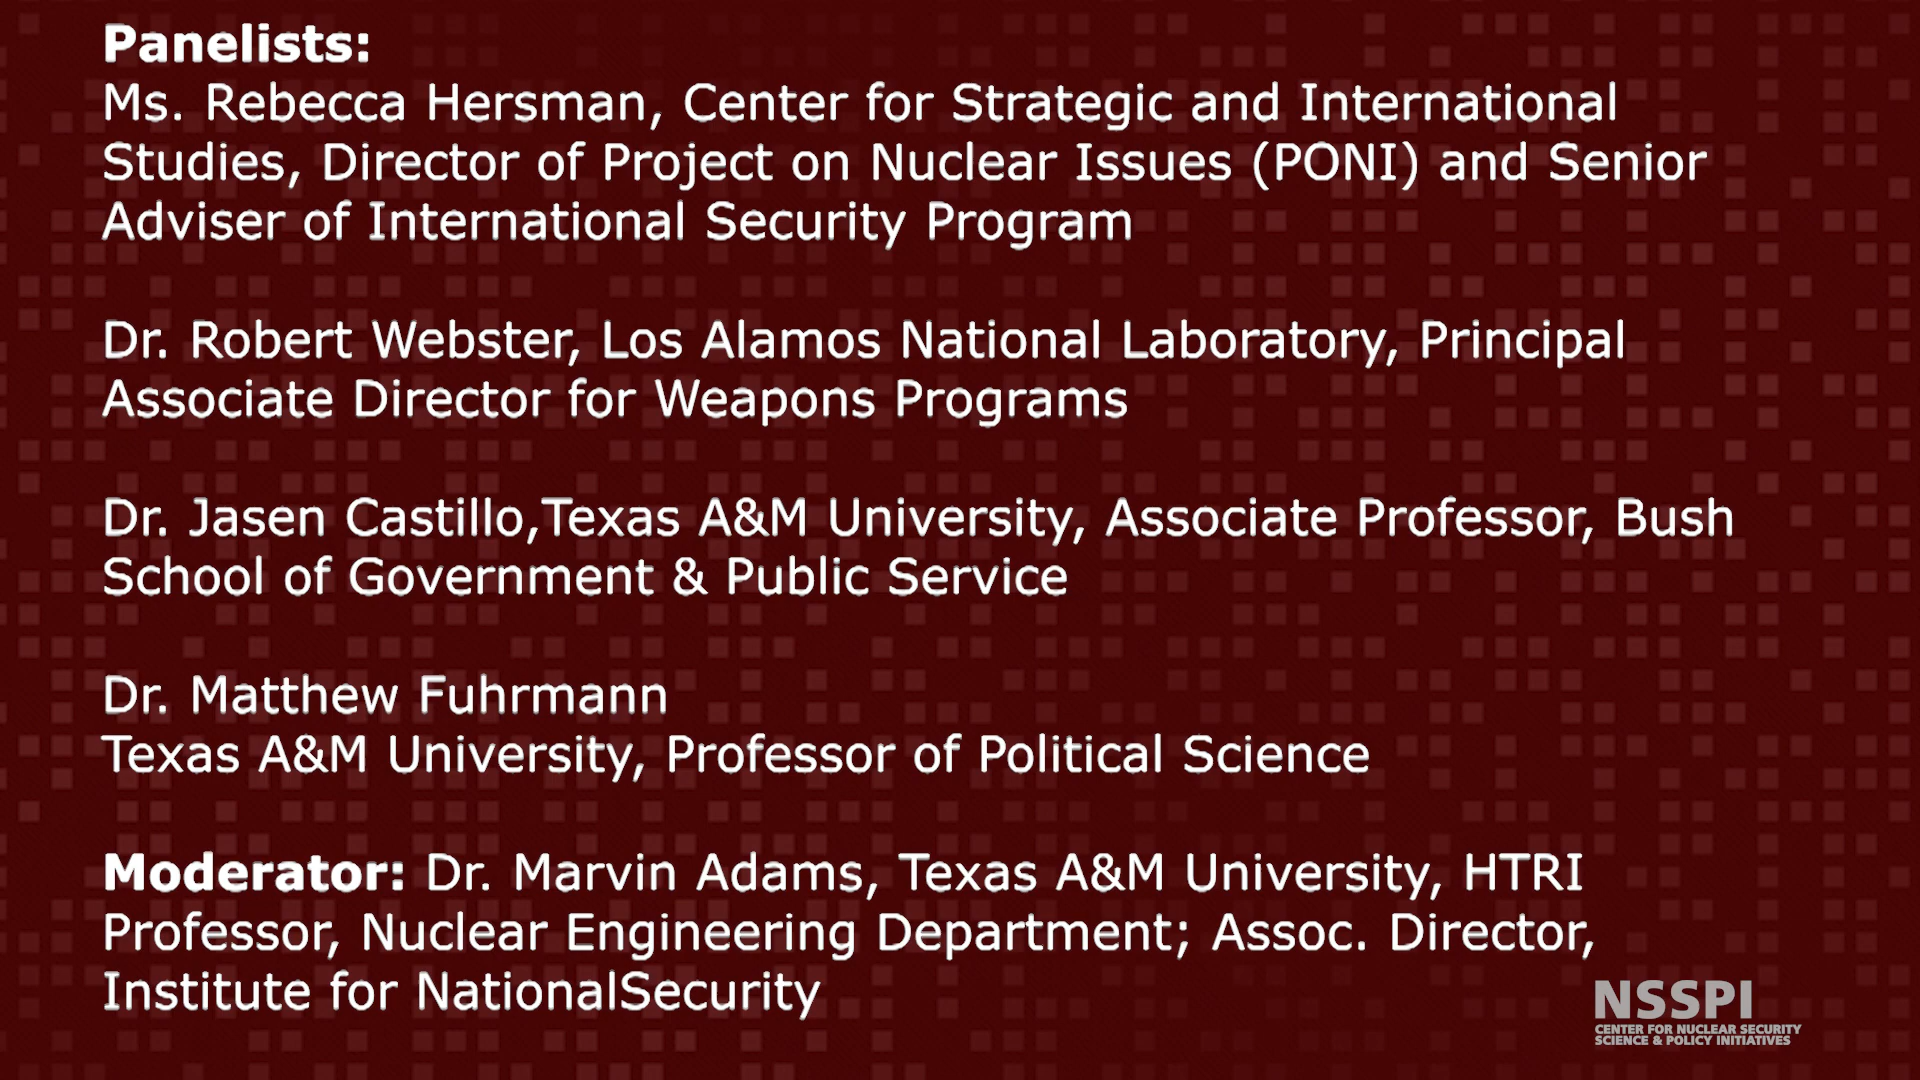 Panelists:
Ms. Rebecca Hersman, Center for Strategic and International
Studies, Director of Project on Nuclear Issues (PONI) and Senior
Adviser of International Security Program
Dr. Robert Webster, Los Alamos National Laboratory, Principal
Associate Director for Weapons Programs
Dr. Jasen Castillo,Texas A&M University, Associate Professor, Bush
School of Government & Public Service
Dr. Matthew Fuhrmann
Texas A&M University, Professor of Political Science
Moderator: Dr. Marvin Adams, Texas A&M University, HTRI
Professor, Nuclear Engineering Department; Assoc. Director,
Institute for NationalSecurity
NSSPI
CENTER FOR NUCLEAR SECURITY
SCIENCE & POLICY INITIATIVES